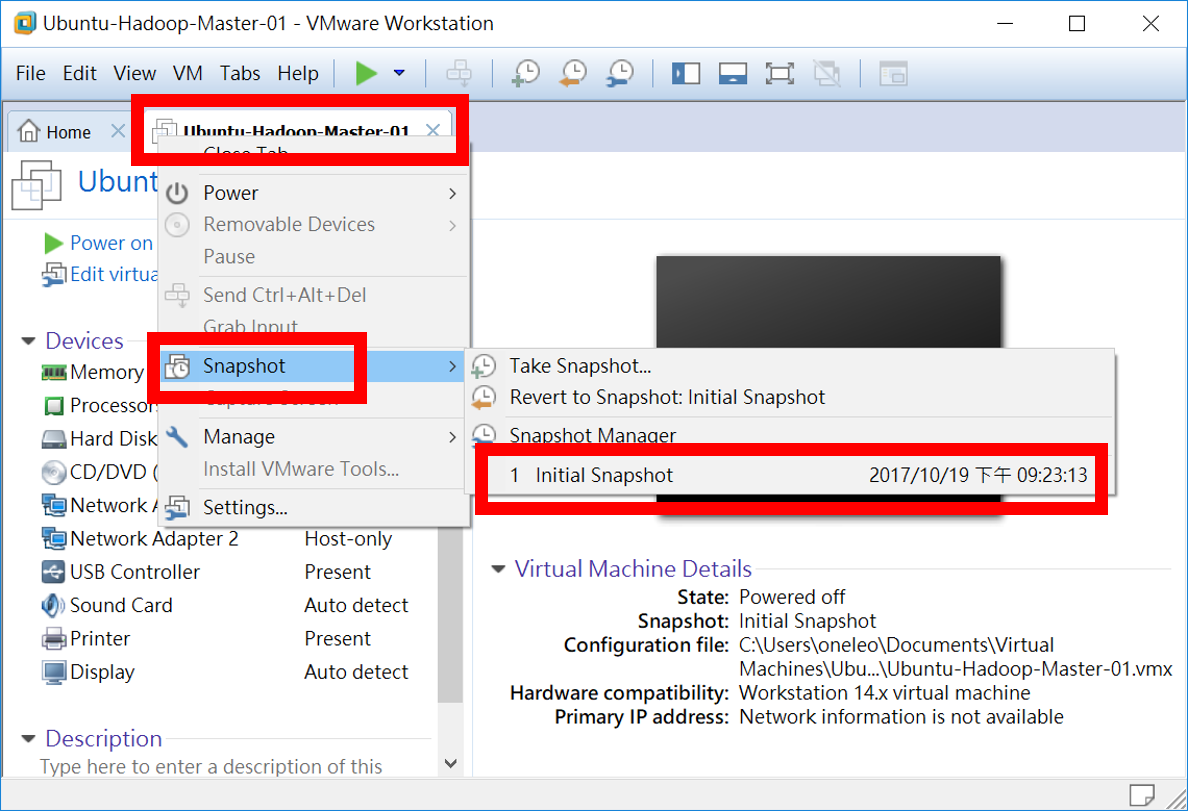 Ubuntu-Hadoop-Master-01 - VMware Workstation
File Edit View VM Tabs Help
Home
Ubuntu-Hadoop-Master-01
Close Tab
Ubunt
Power on
Edit virtua
Power
Removable Devices
Pause
Send Ctrl+Alt+Del
Grab Input
Snapshot
Capture Screen
Manage
Install VMware Tools...
Settings...
Take Snapshot...
Revert to Snapshot: Initial Snapshot
Snapshot Manager
1 Initial Snapshot 2017/10/19 下午 09:23:13
Devices
Memory
Processors
Hard Disk
CD/DVD (
Network A
Network Adapter 2 Host-only
USB Controller Present
Sound Card Auto detect
Printer Present
Display Auto detect
Description
Type here to enter a description of this
Virtual Machine Details
State: Powered off
Snapshot: Initial Snapshot
Configuration file: C:\Users\oneleo\Documents\Virtual
Machines\Ubu...\Ubuntu-Hadoop-Master-01.vmx
Hardware compatibility: Workstation 14.x virtual machine
Primary IP address: Network information is not available